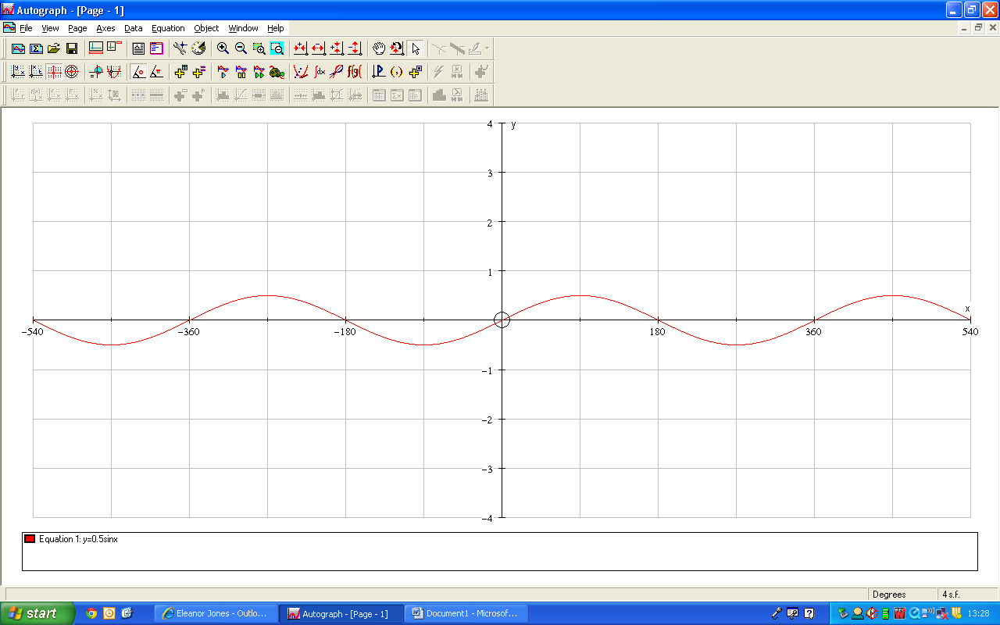 Autograph - [Page - 1]
File View Page Axes Data Equation Object Window Help
y
4
3
2
1
x
-540 -360 -180 180 360 540
-1
-2
-3
-4
Equation 1: y=0.5sinx
Degrees 4 s.f.
start Eleanor Jones - Outlo... Autograph - [Page - 1] Document1 - Microsof... 13:28